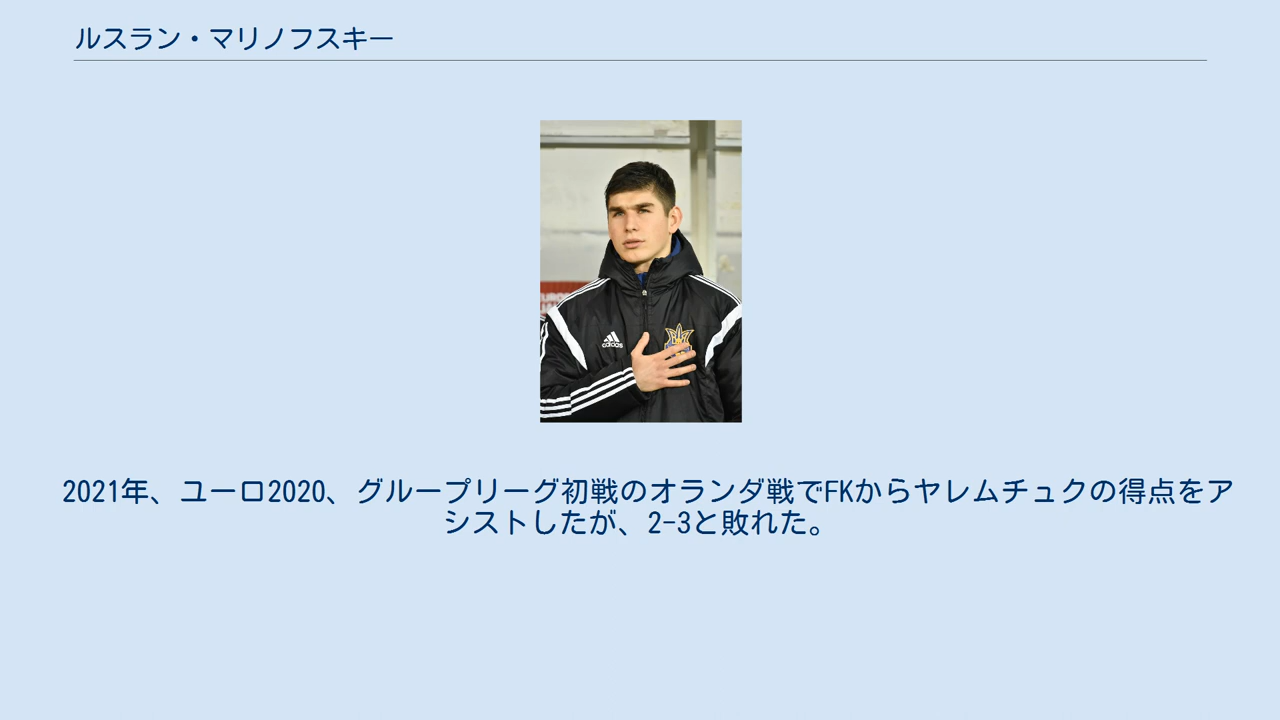 ルスラン・マリノフスキー
adidas
2021年、ユーロ2020、グループリーグ初戦のオランダ戦でFKからヤレムチュクの得点をア
シストしたが、2-3と敗れた。